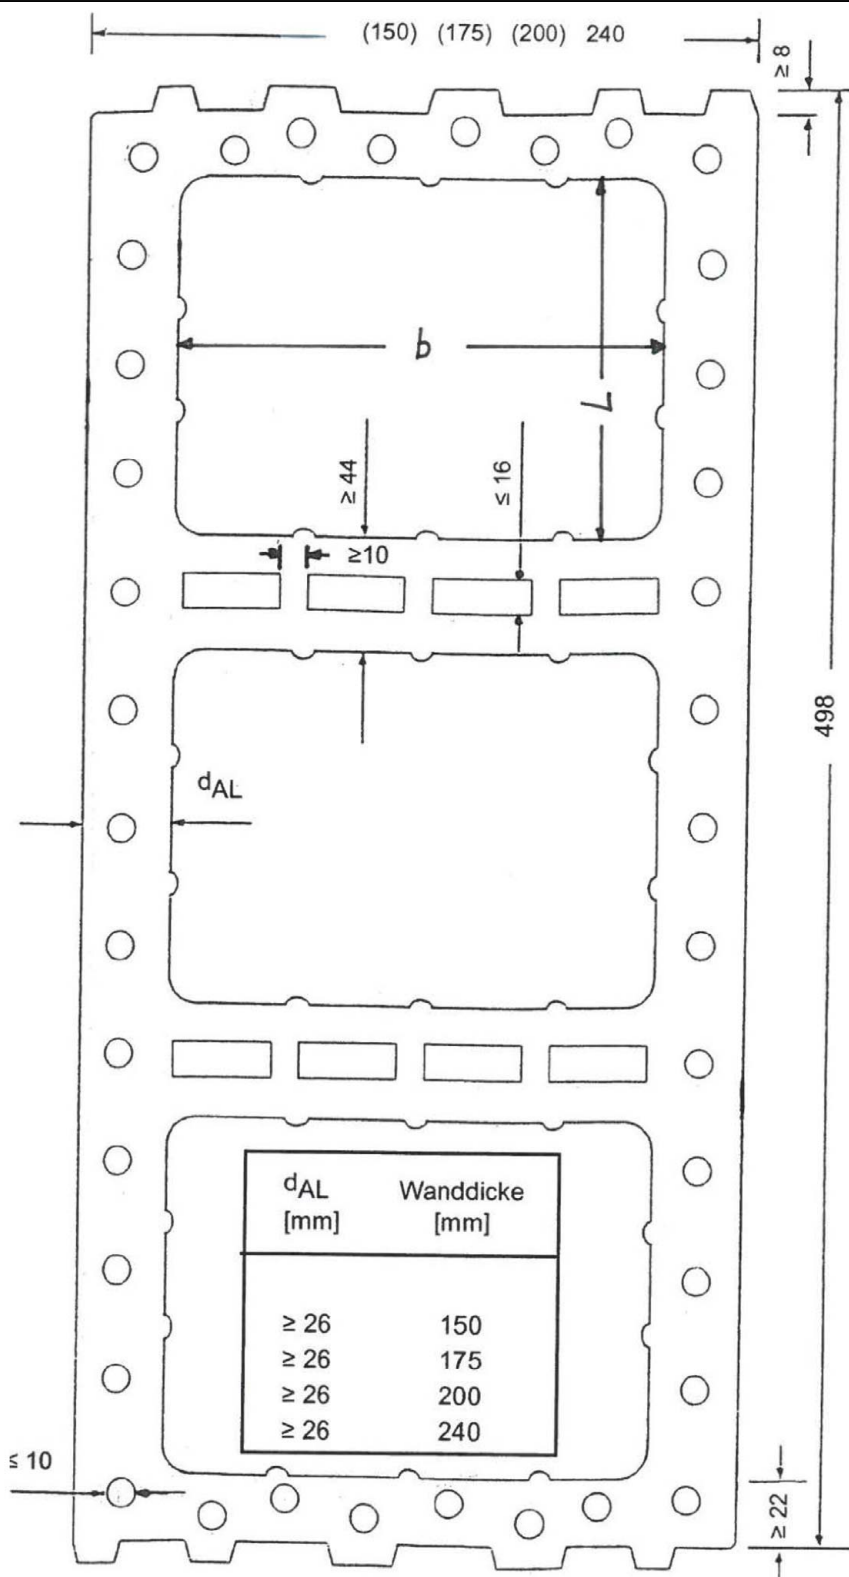 (150) (175) (200) 240
≥ 8
b
≥ 44
≤ 16
≥10
498
dAL
dAL Wanddicke
[mm] [mm]
≥ 26 150
≥ 26 175
≥ 26 200
≥ 26 240
≤ 10
≥ 22